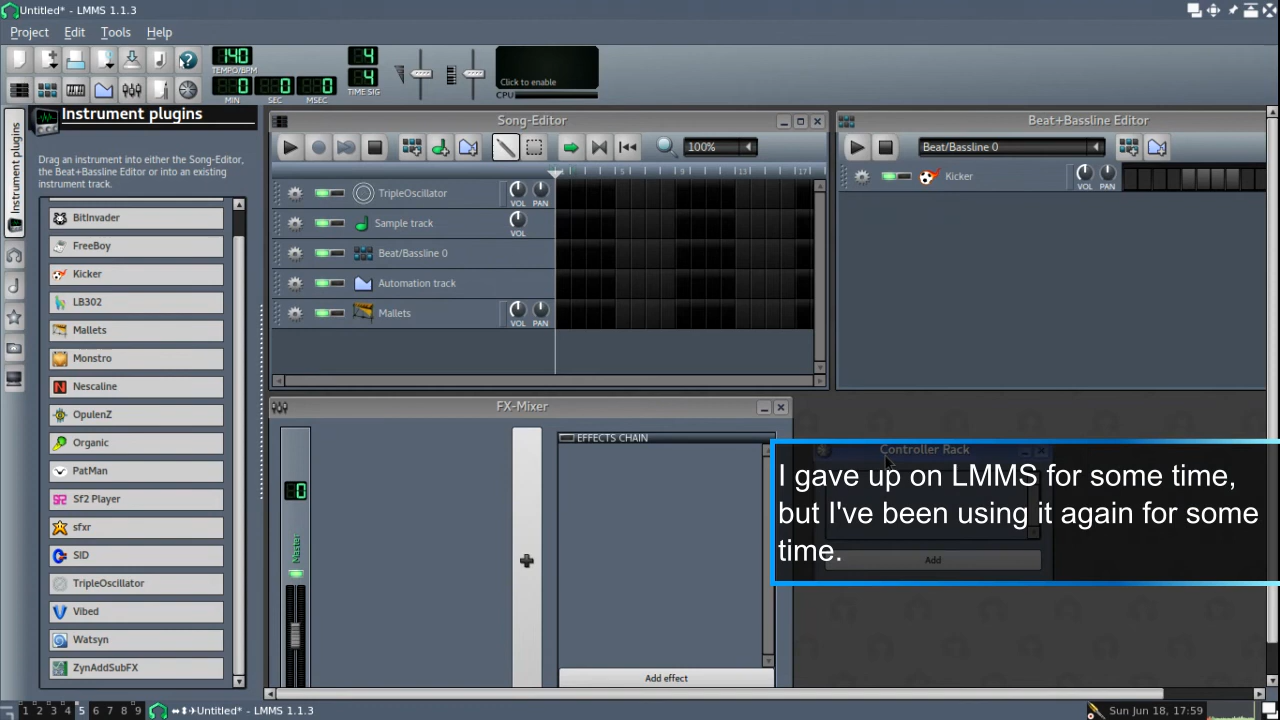 Untitled* - LMMS 1.1.3
Project Edit Tools Help
140
TEMPO/BPM
4
4
TIME SIG
0 0 0
MIN SEC MSEC
Click to enable
CPU
Instrument plugins
Instrument plugins
Drag an instrument into either the Song-Editor,
the Beat+Bassline Editor or into an existing
instrument track.
BitInvader
FreeBoy
Kicker
LB302
Mallets
Monstro
Nescaline
OpulenZ
Organic
PatMan
Sf2 Player
sfxr
SID
TripleOscillator
Vibed
Watsyn
ZynAddSubFX
Song-Editor
100%
5 9 13 17
TripleOscillator
VOL PAN
Sample track
VOL
Beat/Bassline 0
Automation track
Mallets
VOL PAN
Beat+Bassline Editor
Beat/Bassline 0
Kicker
VOL PAN
FX-Mixer
0
Master
EFFECTS CHAIN
Add effect
Controller Rack
Add
I gave up on LMMS for some time,
but I've been using it again for some
time.
1 2 3 4 5 6 7 8 9 Untitled* - LMMS 1.1.3
Sun Jun 18, 17:59